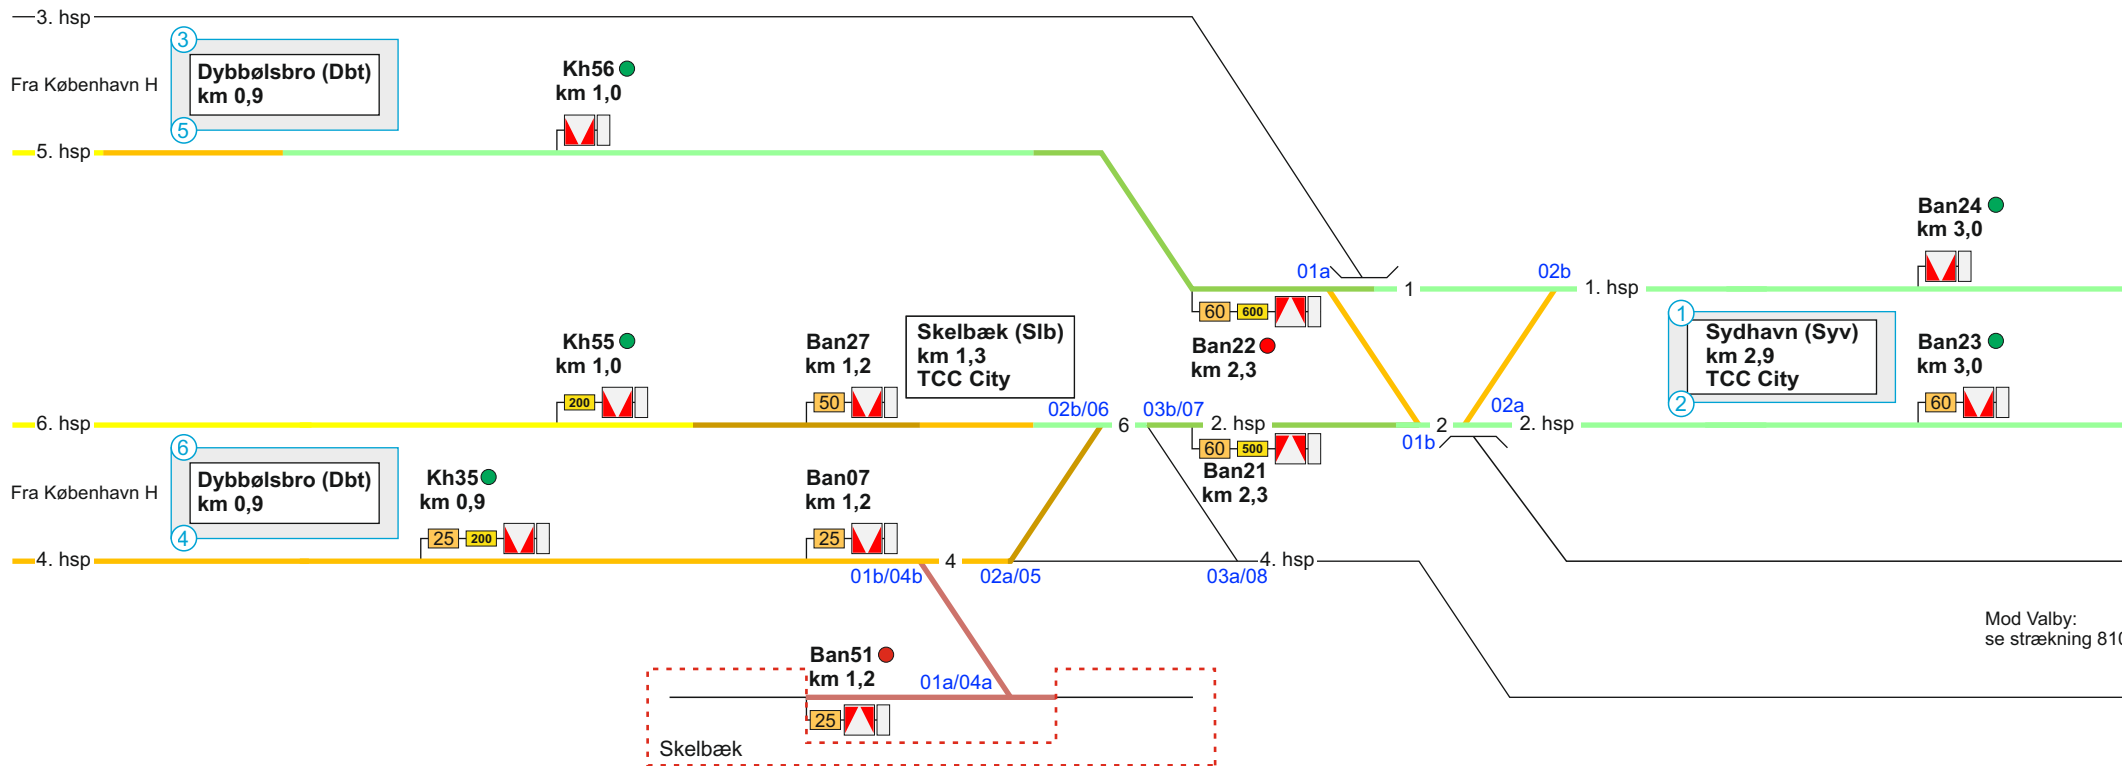 3. hsp
3
Dybbølsbro (Dbt)
km 0,9
Fra København H
5
Kh56
km 1,0
5. hsp
Ban24
km 3,0
01a
02b
1
1. hsp
60
600
Ban22
km 2,3
1
Sydhavn (Syv)
km 2,9
TCC City
2
Ban23
km 3,0
60
Kh55
km 1,0
200
Ban27
km 1,2
50
Skelbæk (Slb)
km 1,3
TCC City
02b/06
03b/07
02a
6. hsp
6
2. hsp
2
2. hsp
01b
60
500
Ban21
km 2,3
6
Dybbølsbro (Dbt)
km 0,9
Fra København H
4
Kh35
km 0,9
25
200
Ban07
km 1,2
25
4. hsp
4
4. hsp
01b/04b
02a/05
03a/08
Mod Valby:
se strækning 810
Ban51
km 1,2
01a/04a
25
Skelbæk